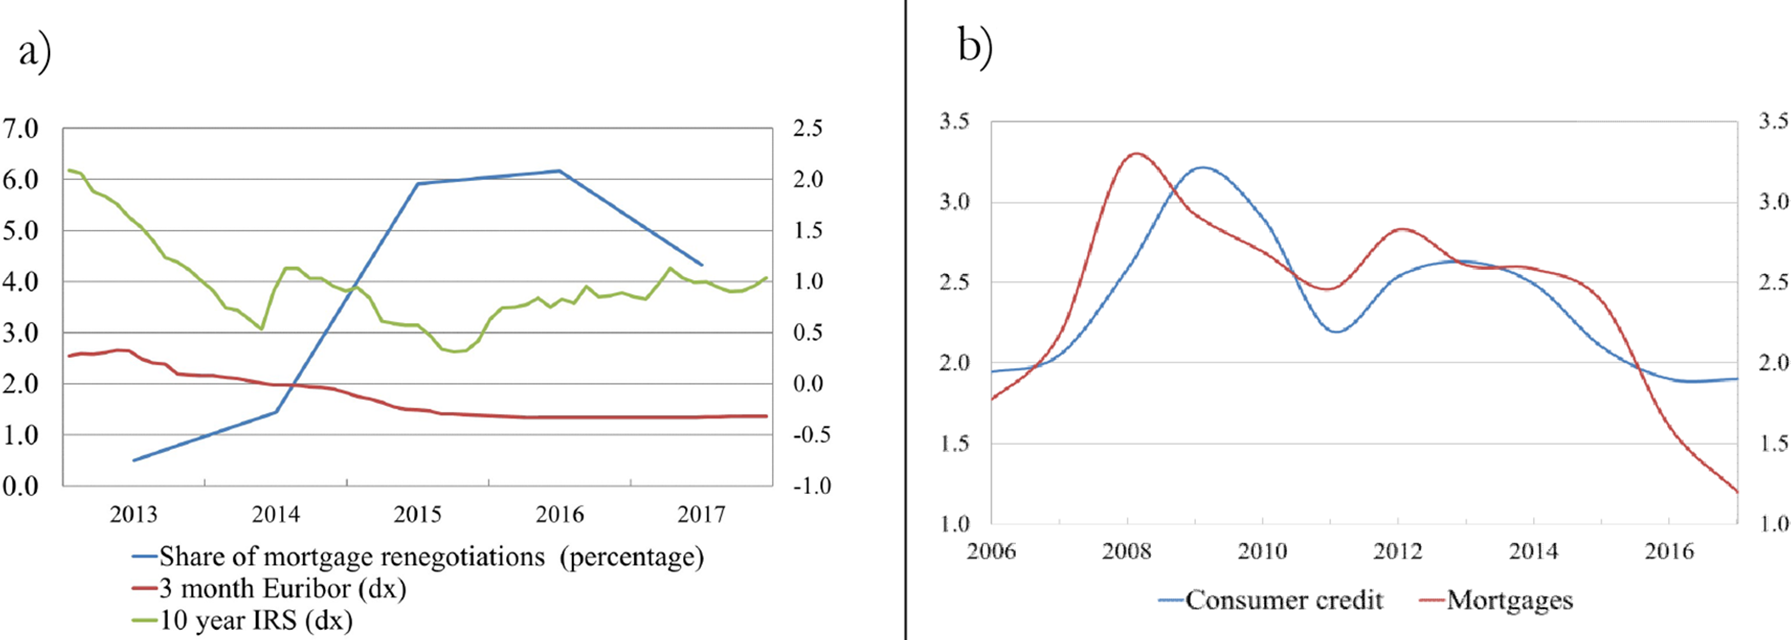 a)
7.0 2.5
6.0 2.0
5.0 1.5
4.0 1.0
3.0 0.5
2.0 0.0
1.0 -0.5
0.0 -1.0
2013 2014 2015 2016 2017
Share of mortgage renegotiations (percentage)
3 month Euribor (dx)
10 year IRS (dx)
b)
3.5 3.5
3.0 3.0
2.5 2.5
2.0 2.0
1.5 1.5
1.0 1.0
2006 2008 2010 2012 2014 2016
Consumer credit Mortgages